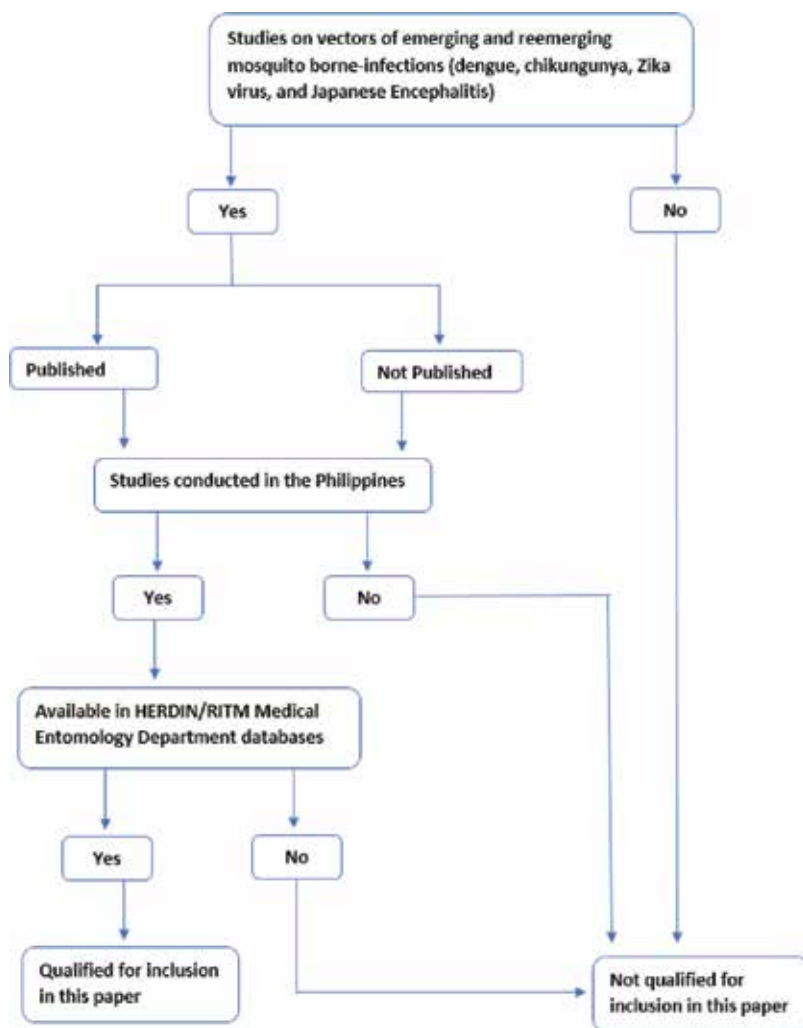 Studies on vectors of emerging and reemerging
mosquito borne-infections (dengue, chikungunya, Zika
virus, and Japanese Encephalitis)
Yes
No
Published
Not Published
Studies conducted in the Philippines
Yes
No
Available in HERDIN/RITM Medical
Entomology Department databases
Yes
No
Qualified for inclusion
in this paper
Not qualified for
inclusion in this paper